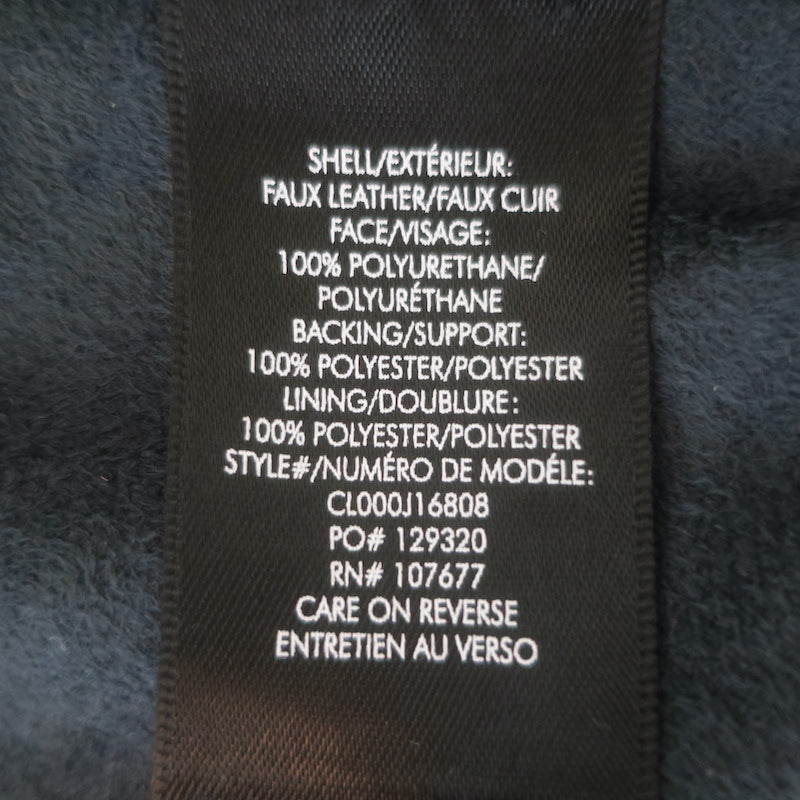 SHELL/EXTÉRIEUR:
FAUX LEATHER/FAUX CUIR
FACE/VISAGE:
100% POLYURETHANE/
POLYURÉTHANE
BACKING/SUPPORT:
100% POLYESTER/POLYESTER
LINING/DOUBLURE:
100% POLYESTER/POLYESTER
STYLE#/NUMÉRO DE MODÉLE:
CL000J16808
PO# 129320
RN# 107677
CARE ON REVERSE
ENTRETIEN AU VERSO